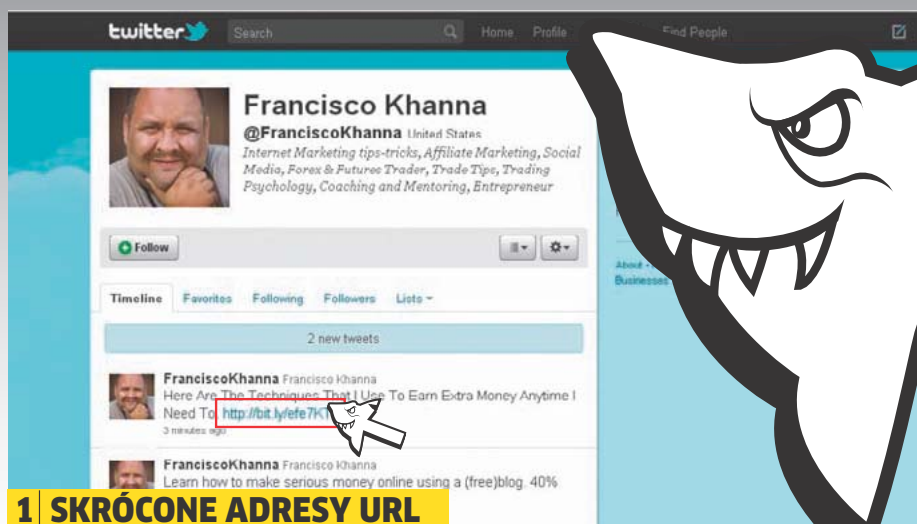 twitter
Search
Home Profile
Find People
Francisco Khanna
@FranciscoKhanna United States
Internet Marketing tips-tricks, Affiliate Marketing, Social
Media, Forex & Futures Trader, Trade Tips, Trading
Psychology, Coaching and Mentoring, Entrepreneur
Follow
About
Businesses
Timeline Favorites Following Followers Lists
2 new tweets
FranciscoKhanna Francisco Khanna
Here Are The Techniques That I Use To Earn Extra Money Anytime I
Need To http://bit.ly/efe7K
3 minutes ago
FranciscoKhanna Francisco Khanna
Learn how to make serious money online using a (free)blog. 40%
1 SKRÓCONE ADRESY URL